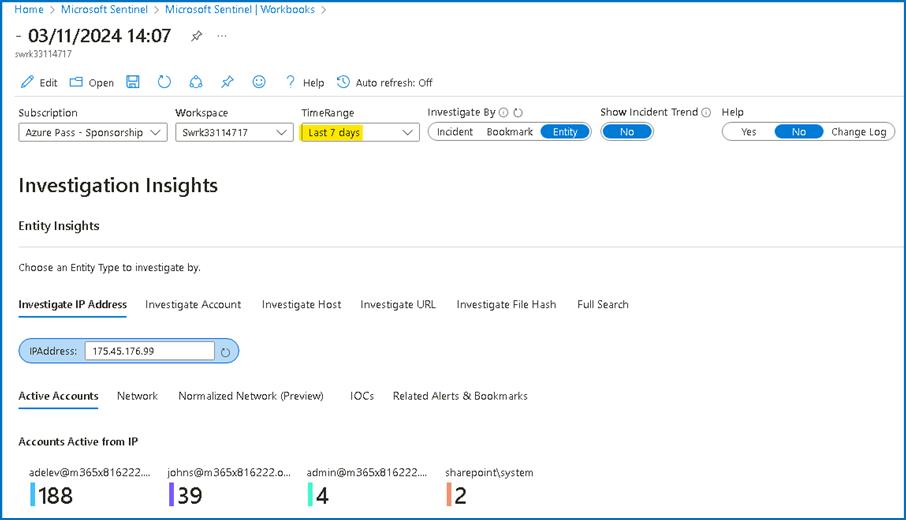 Home > Microsoft Sentinel > Microsoft Sentinel | Workbooks >
- 03/11/2024 14:07 ...
swrk33114717
Edit Open Help Auto refresh: Off
Subscription Workspace TimeRange Investigate By Show Incident Trend Help
Azure Pass - Sponsorship Swrk33114717 Last 7 days Incident Bookmark Entity No Yes No Change Log
Investigation Insights
Entity Insights
Choose an Entity Type to investigate by.
Investigate IP Address Investigate Account Investigate Host Investigate URL Investigate File Hash Full Search
IPAddress: 175.45.176.99
Active Accounts Network Normalized Network (Preview) IOCs Related Alerts & Bookmarks
Accounts Active from IP
adelev@m365x816222.... johns@m365x816222.o... admin@m365x816222.... sharepoint\system
188 39 4 2